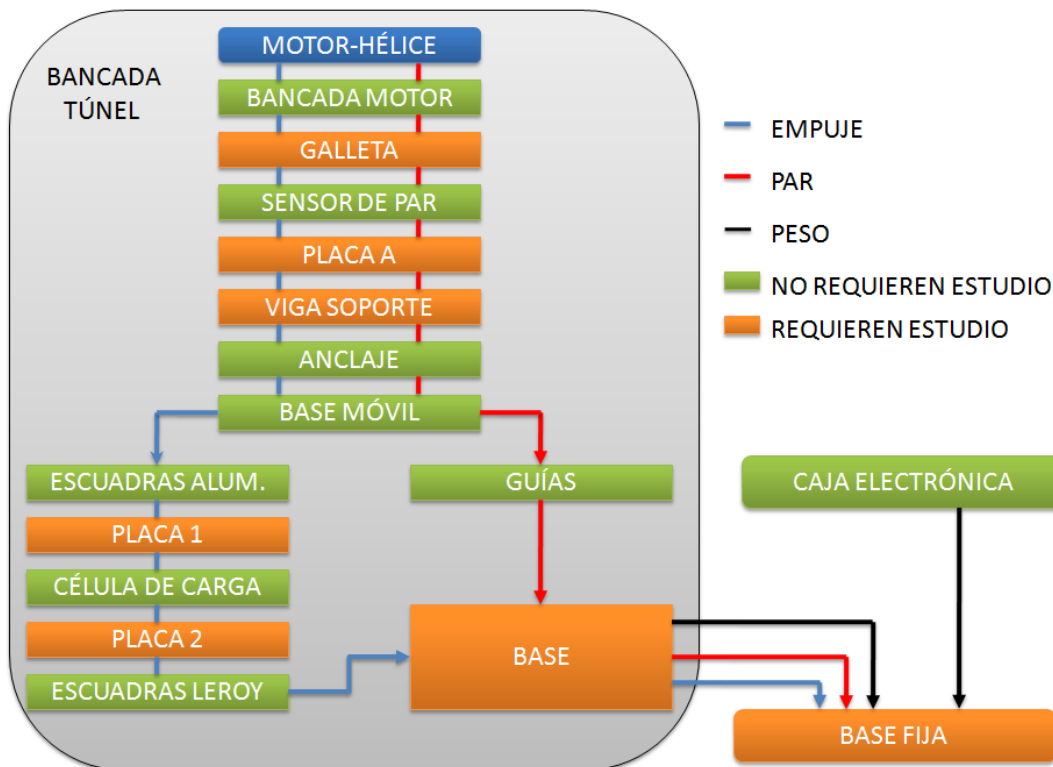 BANCADA
TÚNEL
MOTOR-HÉLICE
BANCADA MOTOR
GALLETA
SENSOR DE PAR
PLACA A
VIGA SOPORTE
ANCLAJE
BASE MÓVIL
ESCUADRAS ALUM.
PLACA 1
CÉLULA DE CARGA
PLACA 2
ESCUADRAS LEROY
GUÍAS
BASE
EMPUJE
PAR
PESO
NO REQUIEREN ESTUDIO
REQUIEREN ESTUDIO
CAJA ELECTRÓNICA
BASE FIJA